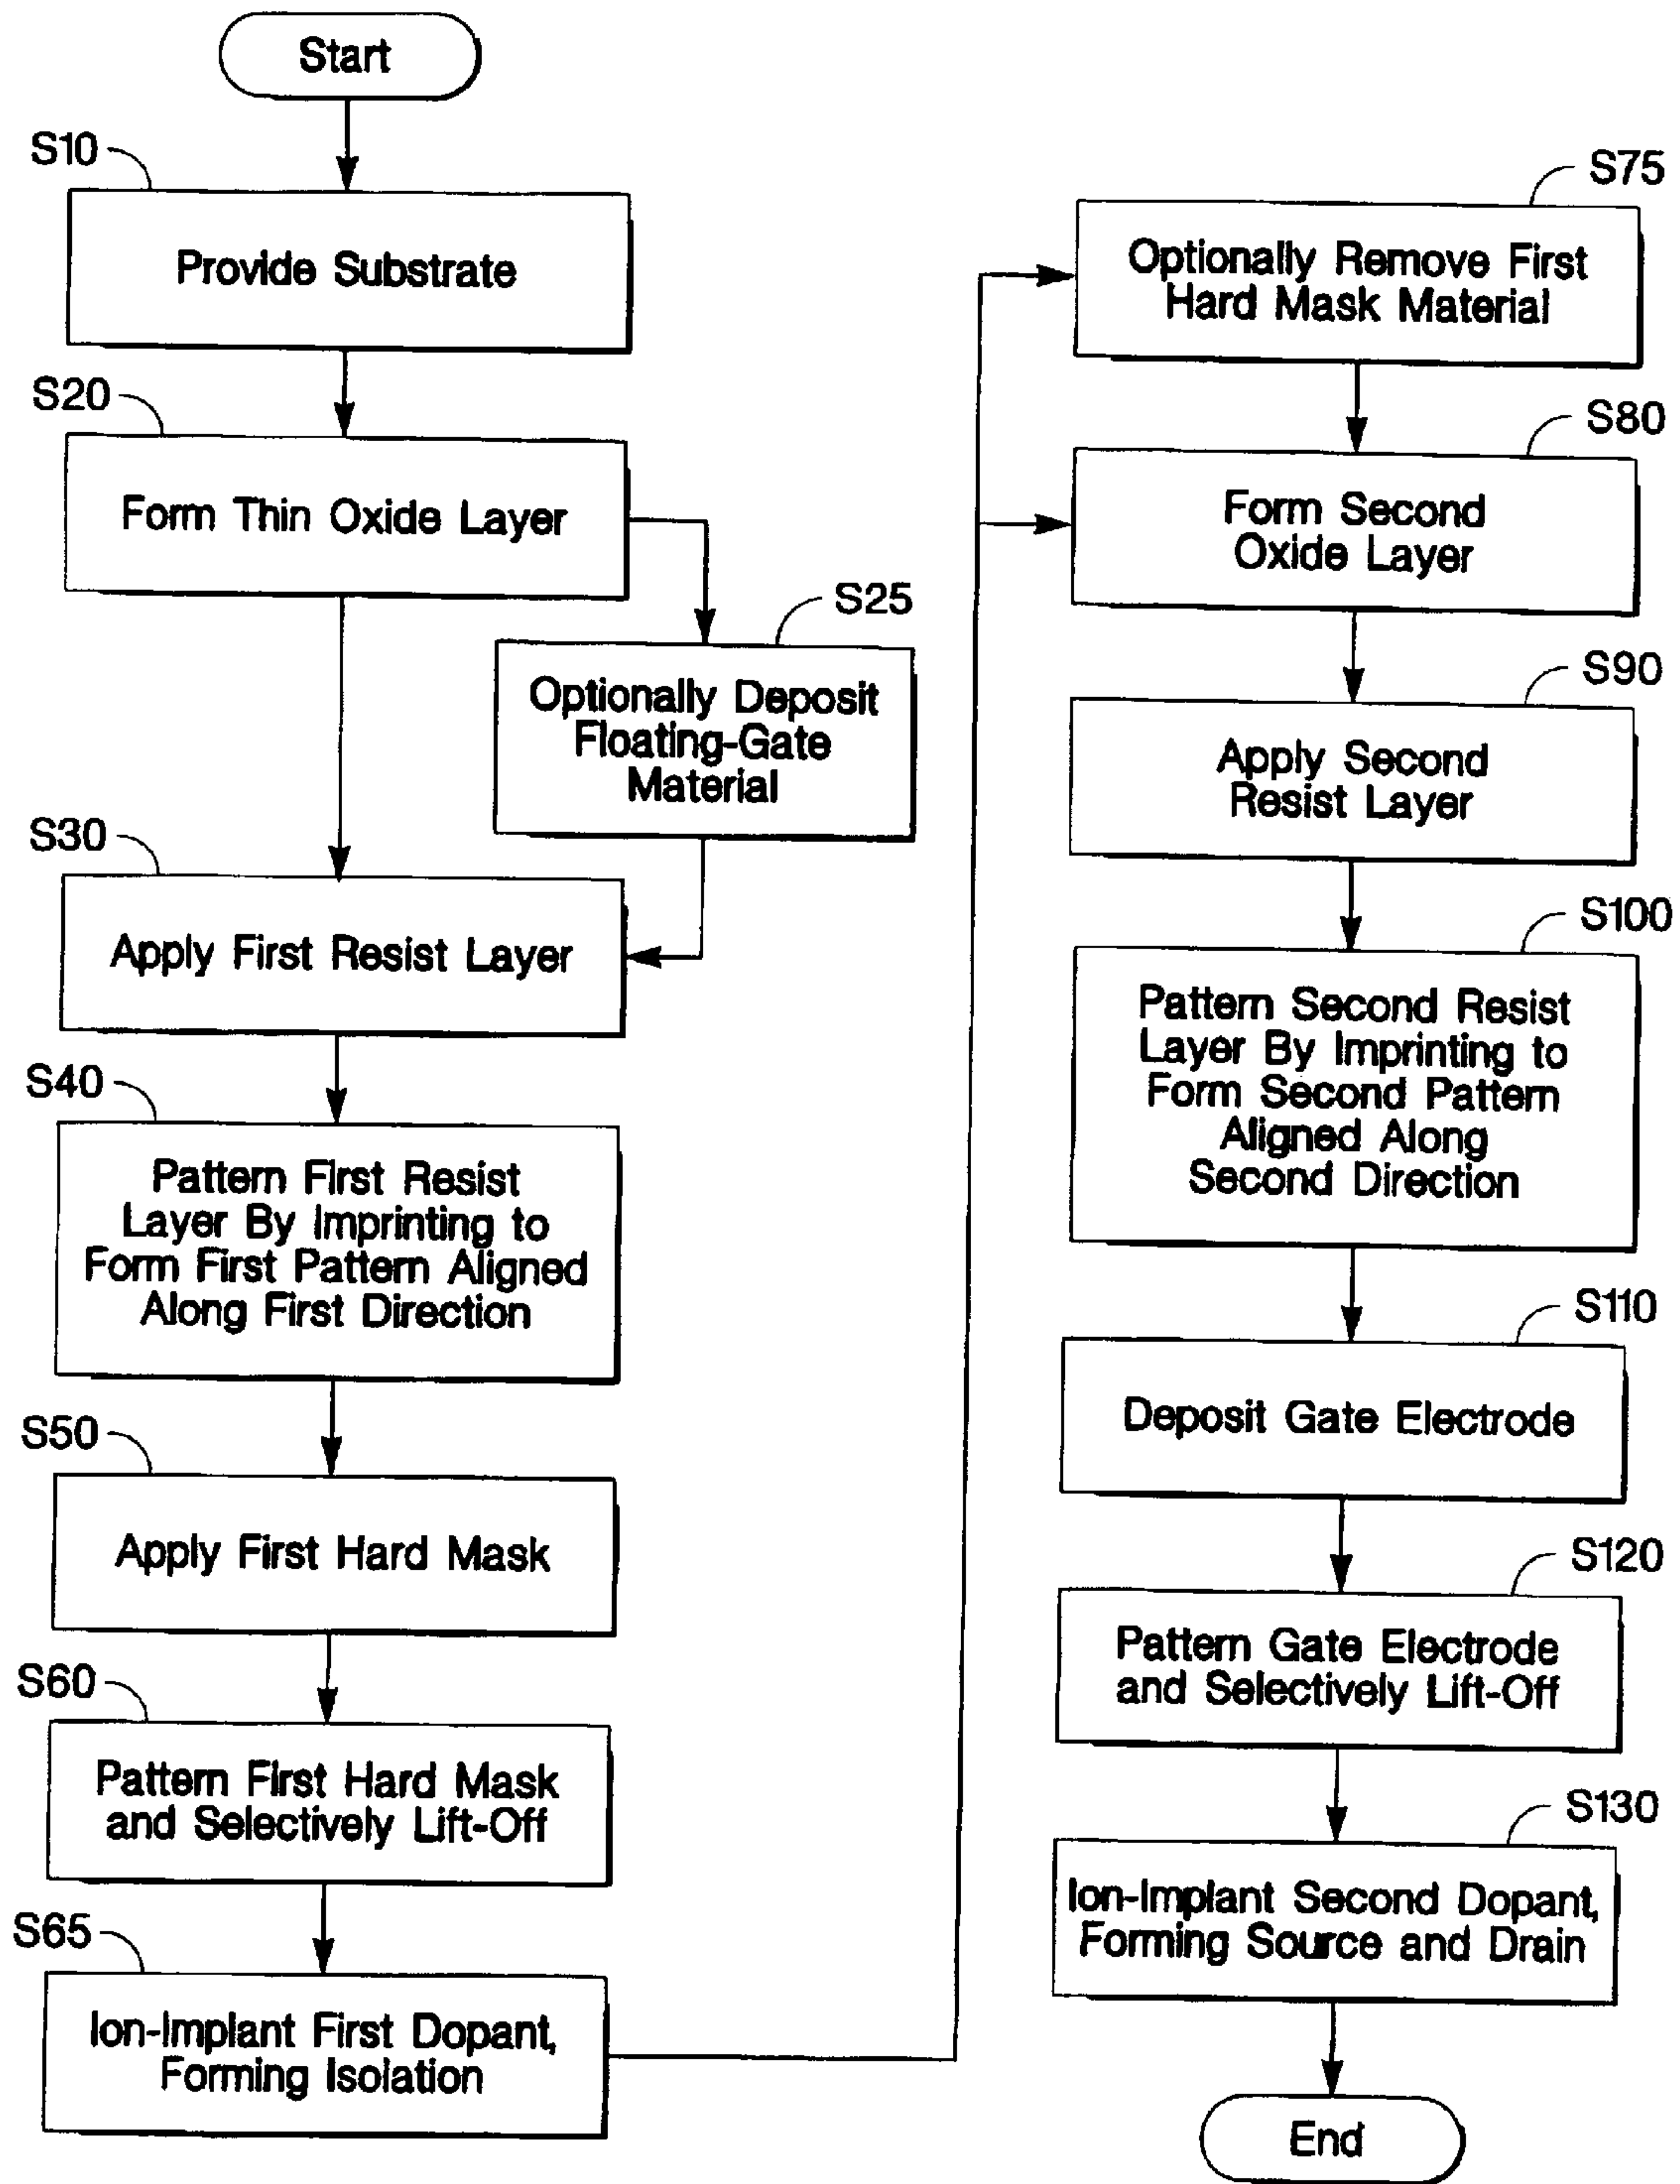 Start
S10
Provide Substrate
S20
Form Thin Oxide Layer
S25
Optionally Deposit
Floating-Gate
Material
S30
Apply First Resist Layer
S40
Pattern First Resist
Layer By Imprinting to
Form First Pattern Aligned
Along First Direction
S50
Apply First Hard Mask
S60
Pattern First Hard Mask
and Selectively Lift-Off
S65
Ion-Implant First Dopant,
Forming Isolation
S75
Optionally Remove First
Hard Mask Material
S80
Form Second
Oxide Layer
S90
Apply Second
Resist Layer
S100
Pattern Second Resist
Layer By Imprinting to
Form Second Pattern
Aligned Along
Second Direction
S110
Deposit Gate Electrode
S120
Pattern Gate Electrode
and Selectively Lift-Off
S130
Ion-Implant Second Dopant,
Forming Source and Drain
End